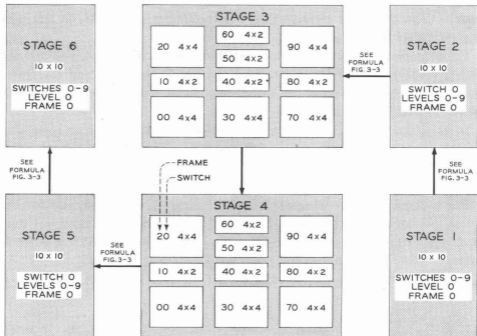 STAGE 6
10 x 10
SWITCHES 0-9
LEVEL 0
FRAME 0
STAGE 3
20 4x4
60 4x2
50 4x2
90 4x4
10 4x2
40 4x2
80 4x2
00 4x4
30 4x4
70 4x4
SEE
FORMULA
FIG. 3-3
STAGE 2
10 x 10
SWITCH 0
LEVELS 0-9
FRAME 0
SEE
FORMULA
FIG. 3-3
FRAME
SWITCH
SEE
FORMULA
FIG. 3-3
STAGE 5
10 x 10
SWITCH 0
LEVELS 0-9
FRAME 0
SEE
FORMULA
FIG. 3-3
STAGE 4
20 4x4
60 4x2
50 4x2
90 4x4
10 4x2
40 4x2
80 4x2
00 4x4
30 4x4
70 4x4
STAGE 1
10 x 10
SWITCHES 0-9
LEVEL 0
FRAME 0